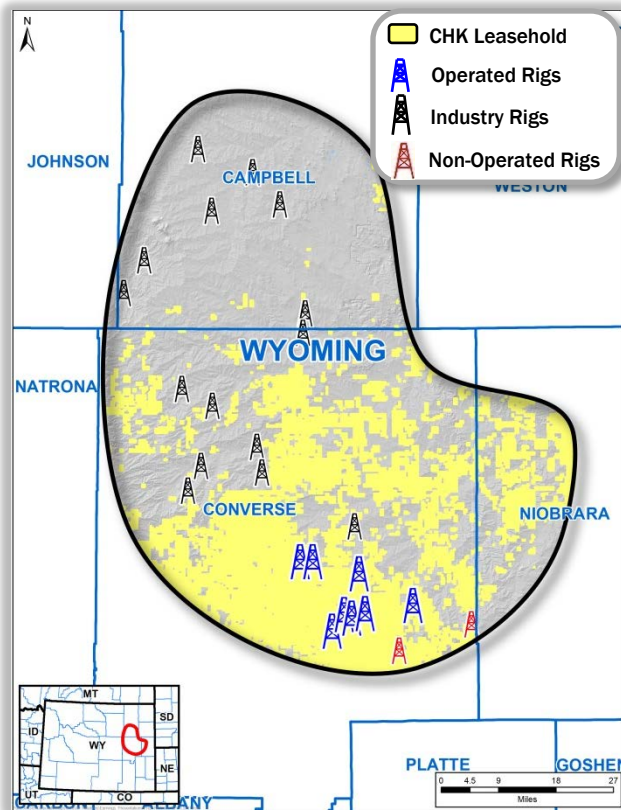 N
CHK Leasehold
Operated Rigs
Industry Rigs
Non-Operated Rigs
JOHNSON
CAMPBELL
WESTON
WYOMING
NATRONA
CONVERSE
NIOBRARA
MT
ID
WY
SD
NE
UT
CO
CARBON
ALBANY
PLATTE
GOSHEN
0 4.5 9 18 27
Miles